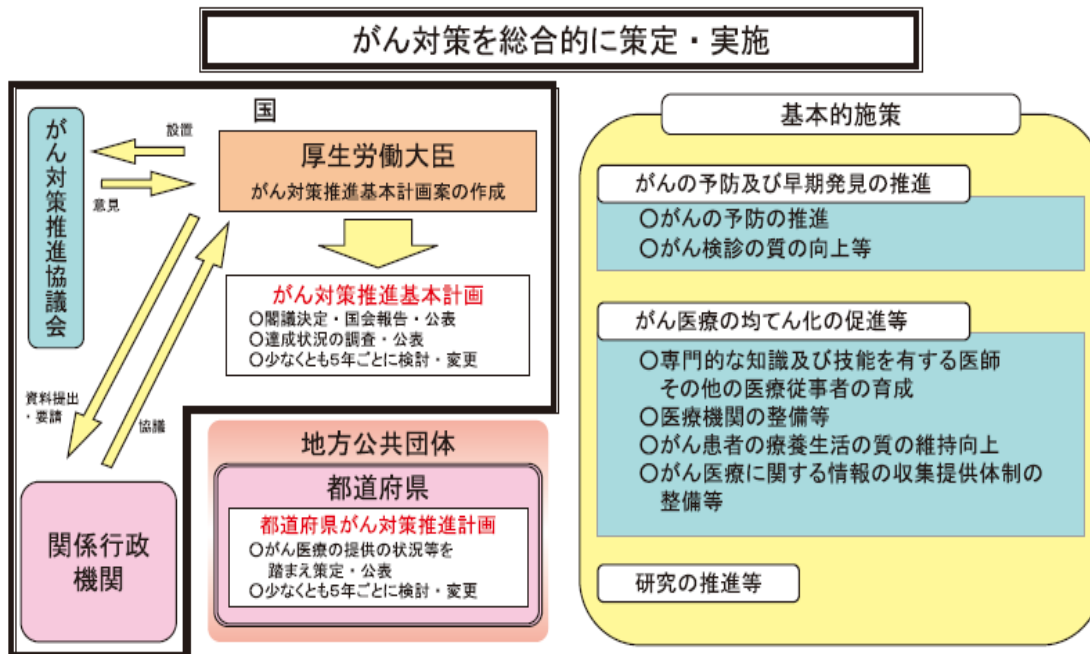 がん対策を総合的に策定・実施
国
がん対策推進協議会
設置
意見
厚生労働大臣
がん対策推進基本計画案の作成
がん対策推進基本計画
○閣議決定・国会報告・公表
○達成状況の調査・公表
○少なくとも5年ごとに検討・変更
資料提出
・要請
協議
関係行政
機関
地方公共団体
都道府県
都道府県がん対策推進計画
○がん医療の提供の状況等を
踏まえ策定・公表
○少なくとも5年ごとに検討・変更
基本的施策
がんの予防及び早期発見の推進
○がんの予防の推進
○がん検診の質の向上等
がん医療の均てん化の促進等
○専門的な知識及び技能を有する医師
その他の医療従事者の育成
○医療機関の整備等
○がん患者の療養生活の質の維持向上
○がん医療に関する情報の収集提供体制の
整備等
研究の推進等